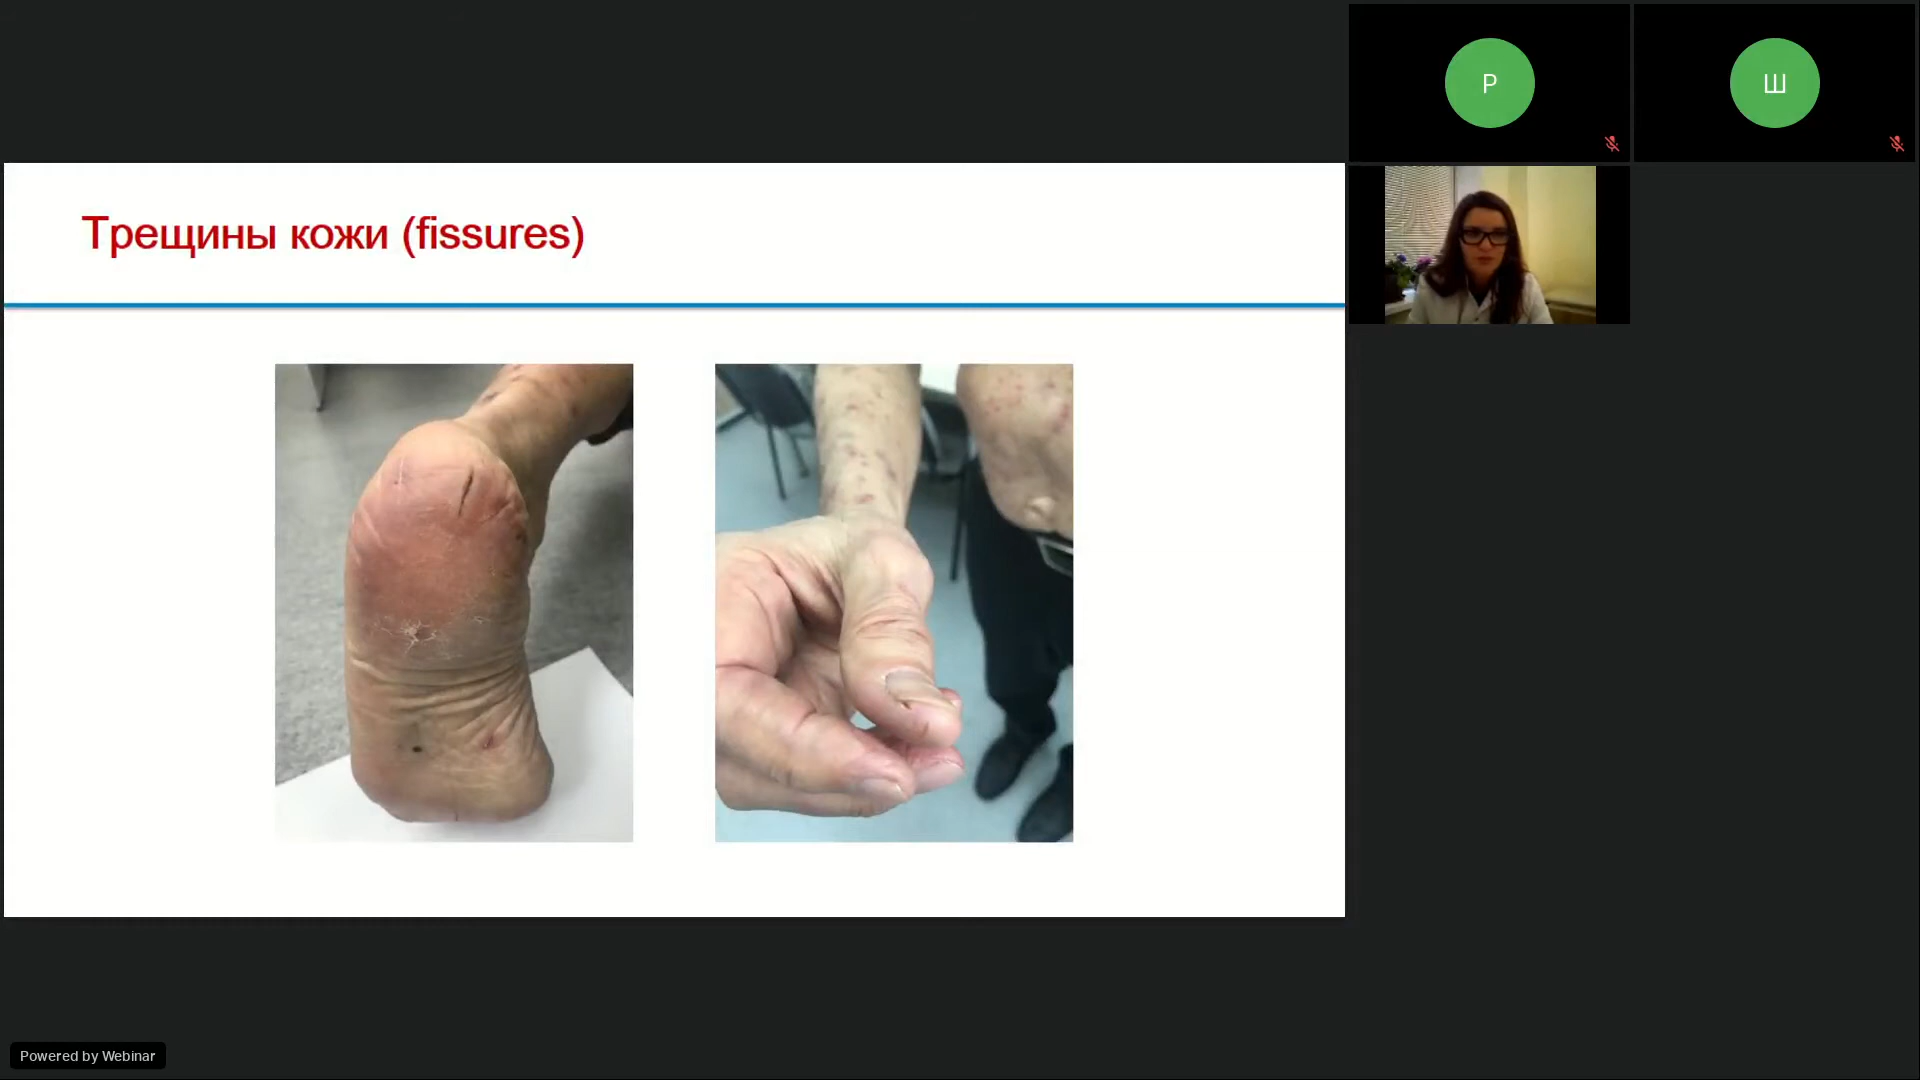 Р
Ш
Трещины кожи (fissures)
Powered by Webinar